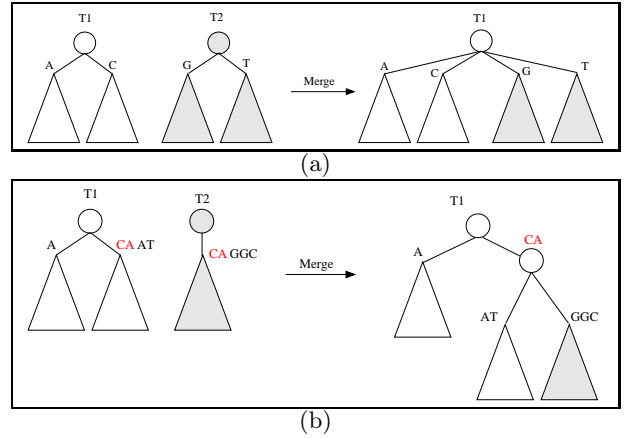 T1 T2 T1
A C G T Merge A C G T
(a)
T1 T2 T1
A CA AT CA GGC Merge A CA
AT GGC
(b)